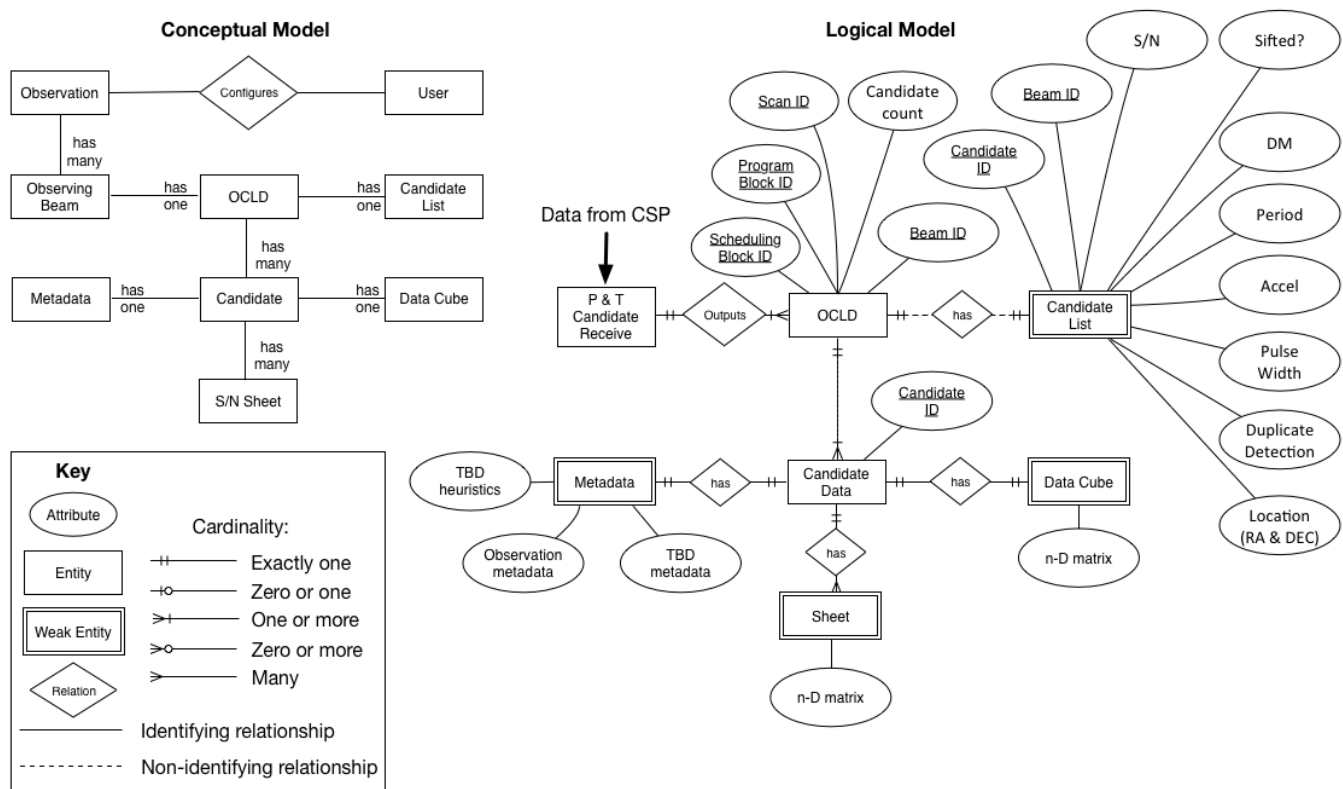 Conceptual Model
Observation
Configures
User
has
many
Observing
Beam
has
one
OCLD
has
one
Candidate
List
has
many
Metadata
has
one
Candidate
has
one
Data Cube
has
many
S/N Sheet
Key
Attribute
Entity
Weak Entity
Relation
Cardinality:
Exactly one
Zero or one
One or more
Zero or more
Many
Identifying relationship
Non-identifying relationship
Logical Model
S/N
Sifted?
Scan ID
Candidate
count
Beam ID
Program
Block ID
Candidate
ID
DM
Data from CSP
Scheduling
Block ID
Beam ID
Period
P & T
Candidate
Receive
Outputs
OCLD
has
Candidate
List
Accel
Pulse
Width
Candidate
ID
Duplicate
Detection
TBD
heuristics
Metadata
has
Candidate
Data
has
Data Cube
Location
(RA & DEC)
Observation
metadata
TBD
metadata
has
n-D matrix
Sheet
n-D matrix